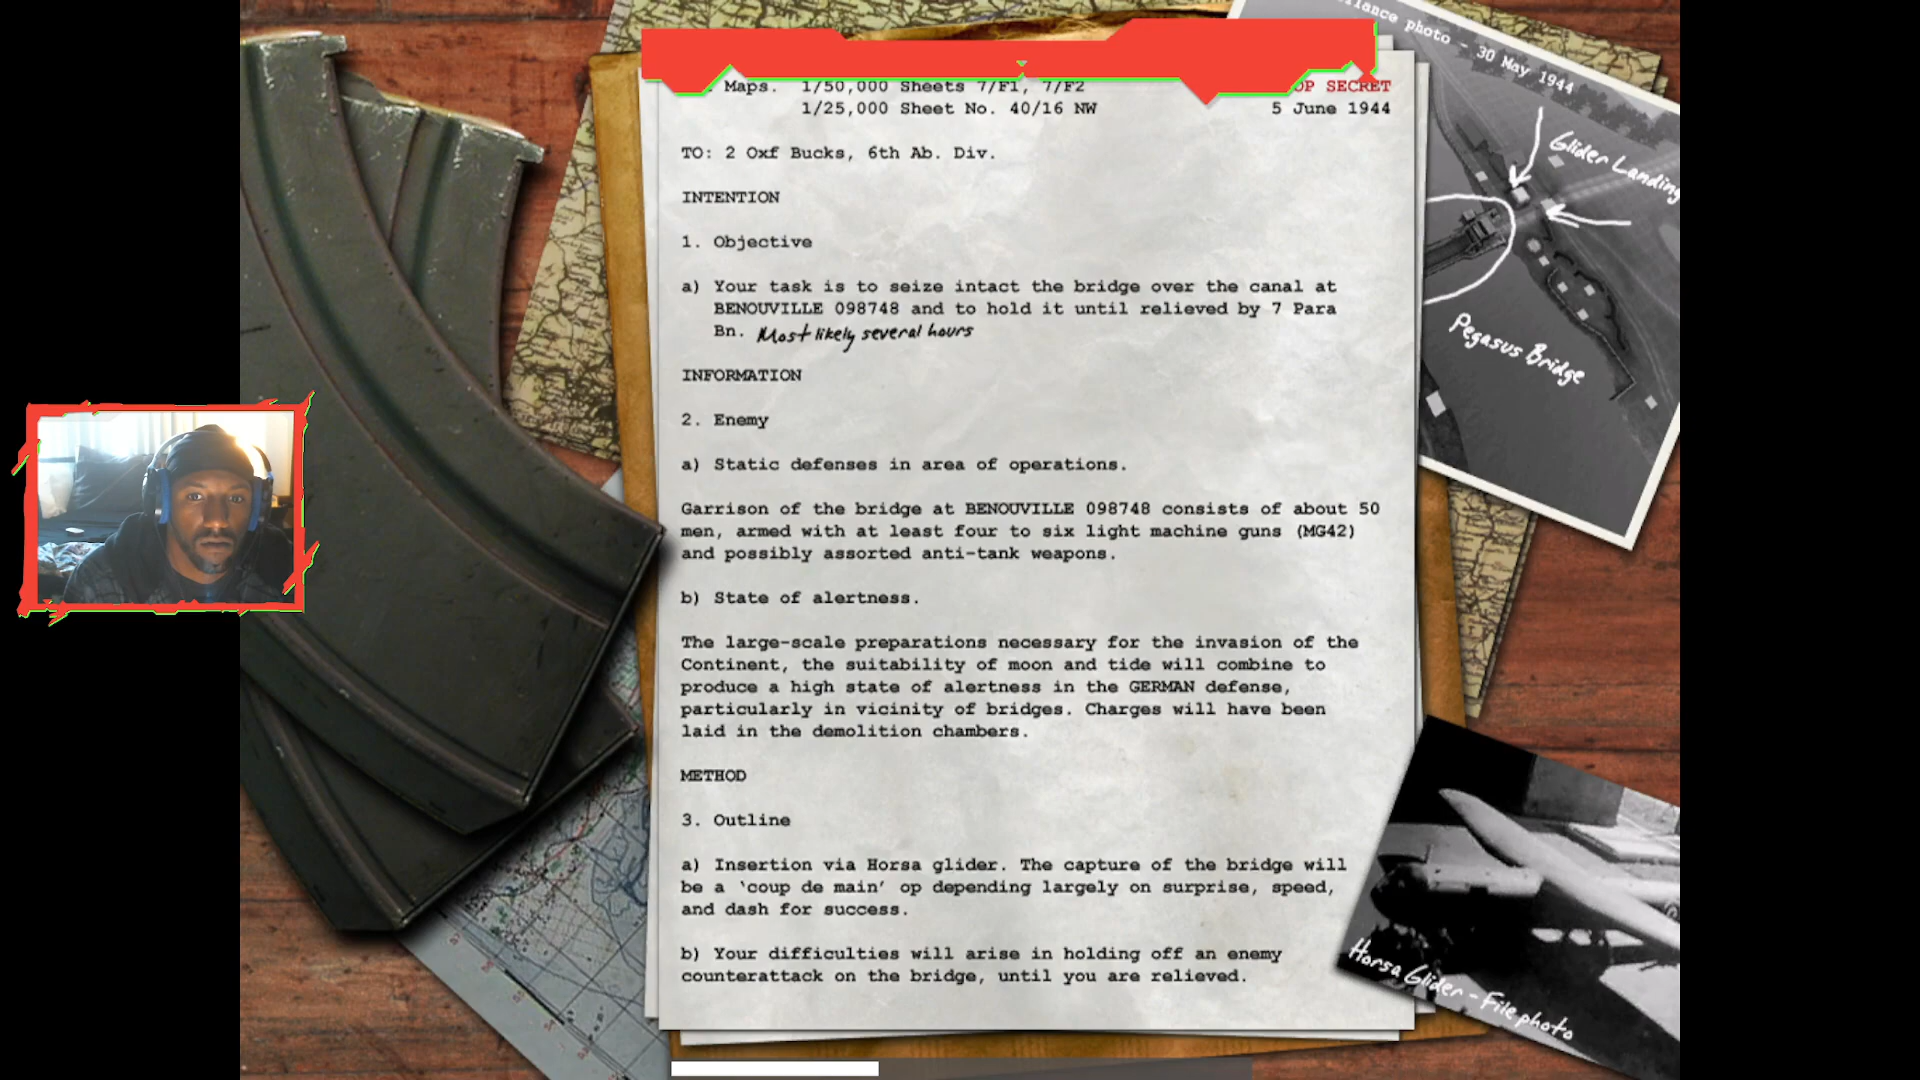 Maps. 1/50,000 Sheets 7/F1, 7/F2
OP SECRET
1/25,000 Sheet No. 40/16 NW
5 June 1944
TO: 2 Oxf Bucks, 6th Ab. Div.
INTENTION
1. Objective
a) Your task is to seize intact the bridge over the canal at
BENOUVILLE 098748 and to hold it until relieved by 7 Para
Bn. Most likely several hours
INFORMATION
2. Enemy
a) Static defenses in area of operations.
Garrison of the bridge at BENOUVILLE 098748 consists of about 50
men, armed with at least four to six light machine guns (MG42)
and possibly assorted anti-tank weapons.
b) State of alertness.
The large-scale preparations necessary for the invasion of the
Continent, the suitability of moon and tide will combine to
produce a high state of alertness in the GERMAN defense,
particularly in vicinity of bridges. Charges will have been
laid in the demolition chambers.
METHOD
3. Outline
a) Insertion via Horsa glider. The capture of the bridge will
be a 'coup de main' op depending largely on surprise, speed,
and dash for success.
b) Your difficulties will arise in holding off an enemy
counterattack on the bridge, until you are relieved.
photo - 30 May 1944
Glider Landing
Pegasus Bridge
Horsa Glider - File photo